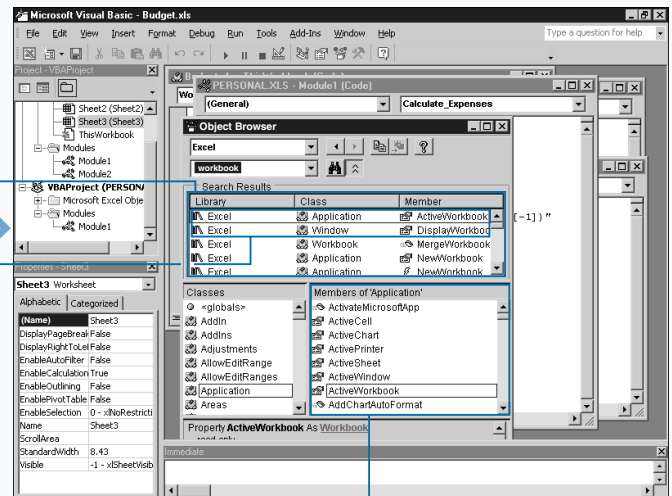 Microsoft Visual Basic - Budget.xls
File Edit View Insert Format Debug Run Tools Add-Ins Window Help
Type a question for help
Project - VBAProject
Sheet2 (Sheet2)
Sheet3 (Sheet3)
ThisWorkbook
Modules
Module1
Module2
VBAProject (PERSONA
Microsoft Excel Obje
Modules
Module1
Properties - Sheet3
Sheet3 Worksheet
Alphabetic Categorized
(Name) Sheet3
DisplayPageBreak False
DisplayRightToLef False
EnableAutoFilter False
EnableCalculation True
EnableOutlining False
EnablePivotTable False
EnableSelection 0 - xlNoRestricti
Name Sheet3
ScrollArea
StandardWidth 8.43
Visible -1 - xlSheetVisib
PERSONAL.XLS - Module1 (Code)
(General) Calculate_Expenses
[-1])"
Object Browser
Excel
workbook
Search Results
Library Class Member
Excel Application ActiveWorkbook
Excel Window DisplayWorkboo
Excel Workbook MergeWorkbook
Excel Application NewWorkbook
Excel Application NewWorkbook
Classes Members of 'Application'
<globals> ActivateMicrosoftApp
AddIn ActiveCell
AddIns ActiveChart
Adjustments ActivePrinter
AllowEditRange ActiveSheet
AllowEditRanges ActiveWindow
Application ActiveWorkbook
Areas AddChartAutoFormat
Property ActiveWorkbook As Workbook
read-only
Immediate